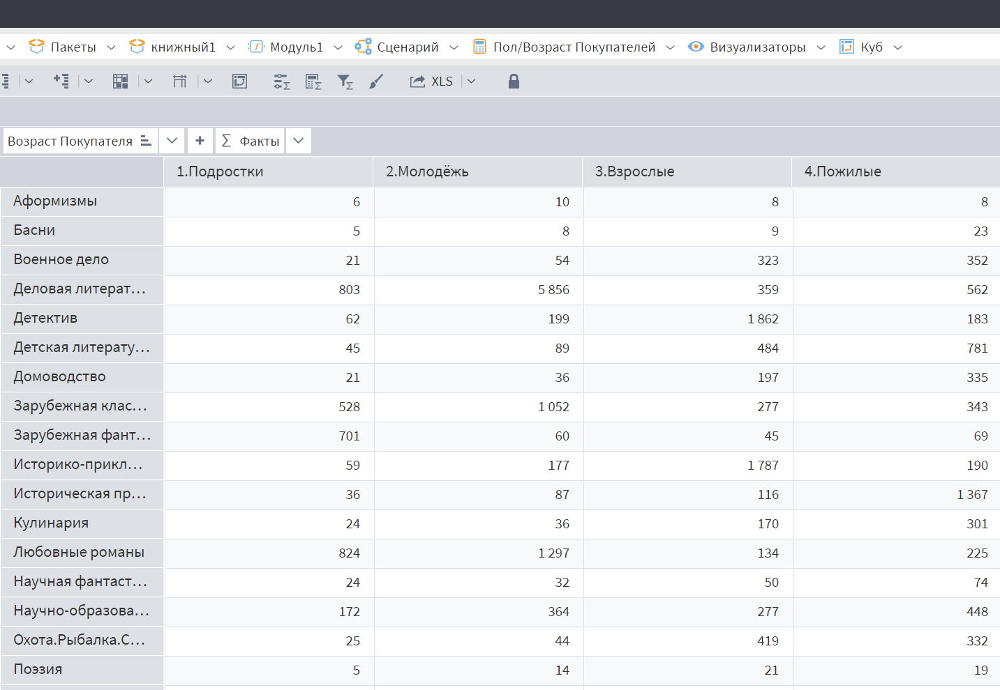 Пакеты книжный1 Модуль1 Сценарий Пол/Возраст Покупателей Визуализаторы Куб
XLS
Возраст Покупателя + Σ Факты
1.Подростки 2.Молодёжь 3.Взрослые 4.Пожилые
Аформизмы 6 10 8 8
Басни 5 8 9 23
Военное дело 21 54 323 352
Деловая литерат... 803 5 856 359 562
Детектив 62 199 1 862 183
Детская литерату... 45 89 484 781
Домоводство 21 36 197 335
Зарубежная клас... 528 1 052 277 343
Зарубежная фант... 701 60 45 69
Историко-прикл... 59 177 1 787 190
Историческая пр... 36 87 116 1 367
Кулинария 24 36 170 301
Любовные романы 824 1 297 134 225
Научная фантаст... 24 32 50 74
Научно-образова... 172 364 277 448
Охота.Рыбалка.С... 25 44 419 332
Поэзия 5 14 21 19